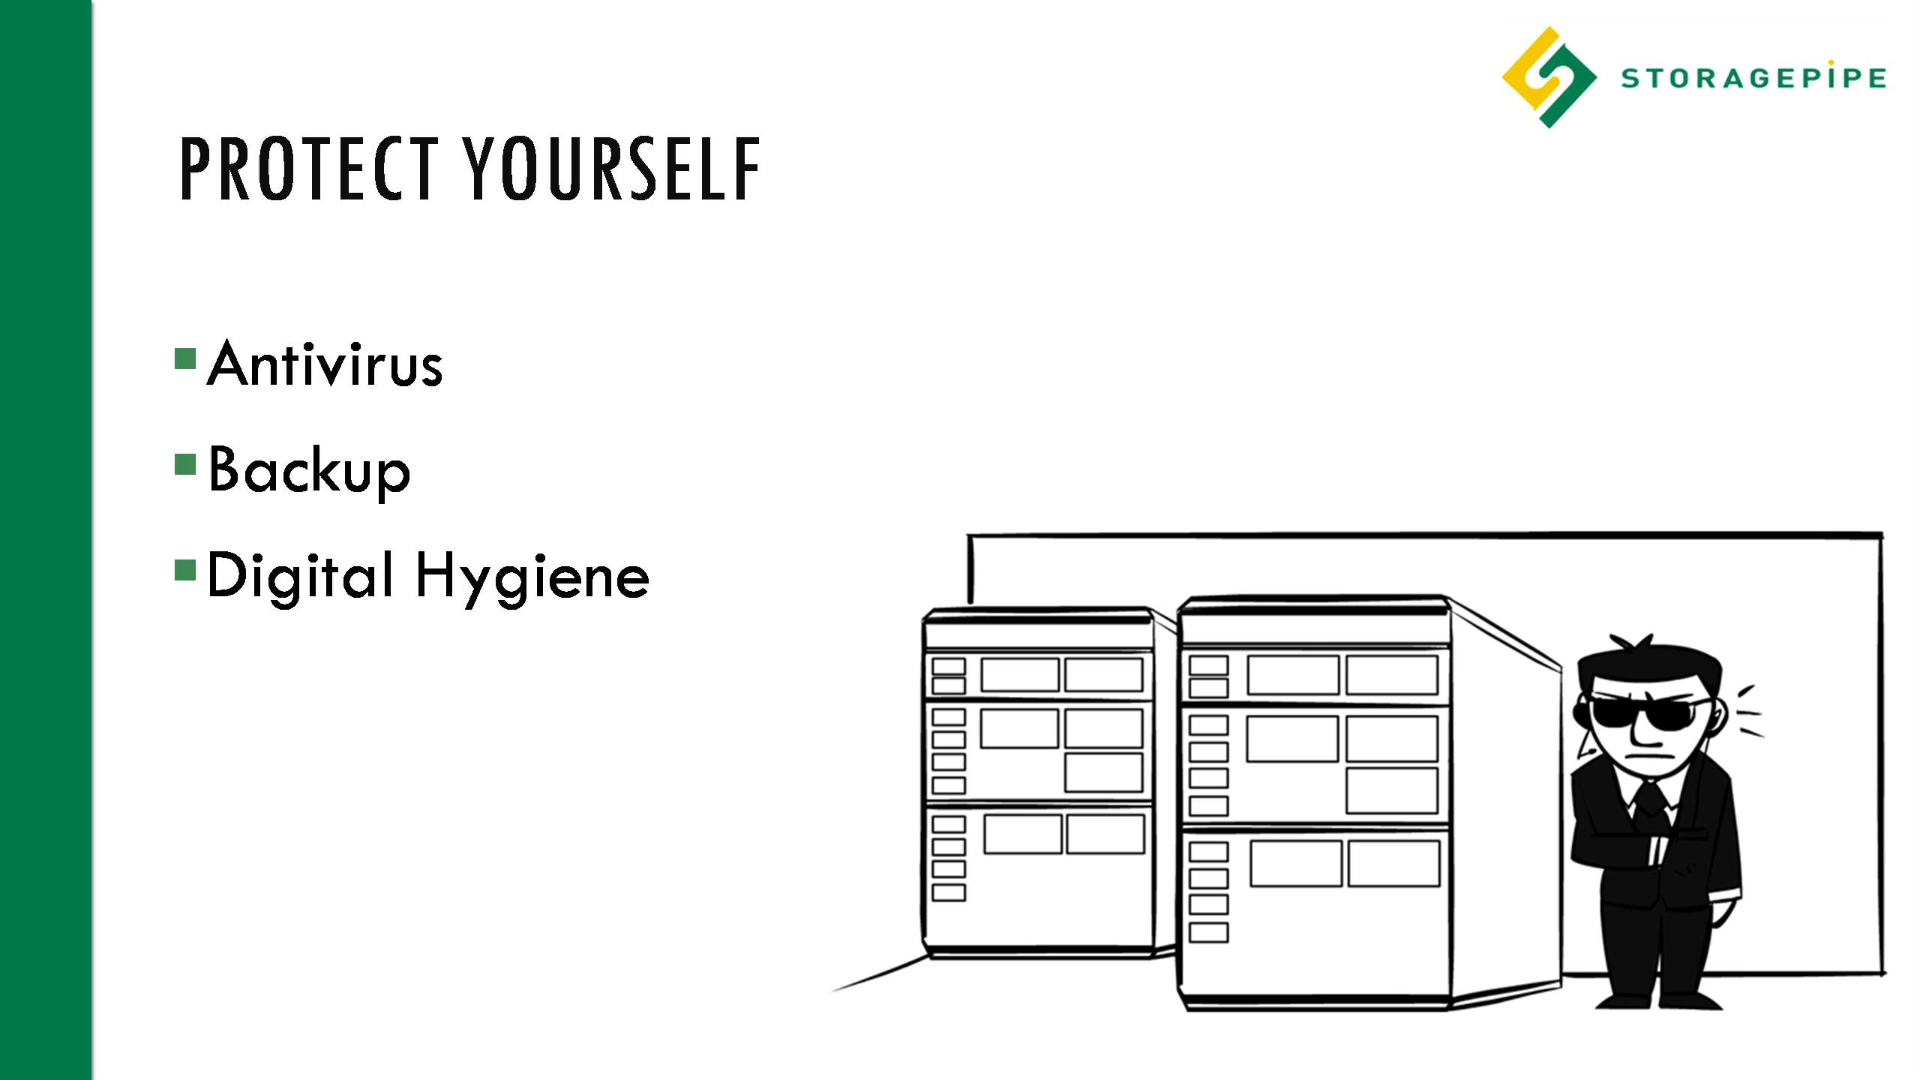 STORAGEPIPE
PROTECT YOURSELF
Antivirus
Backup
Digital Hygiene